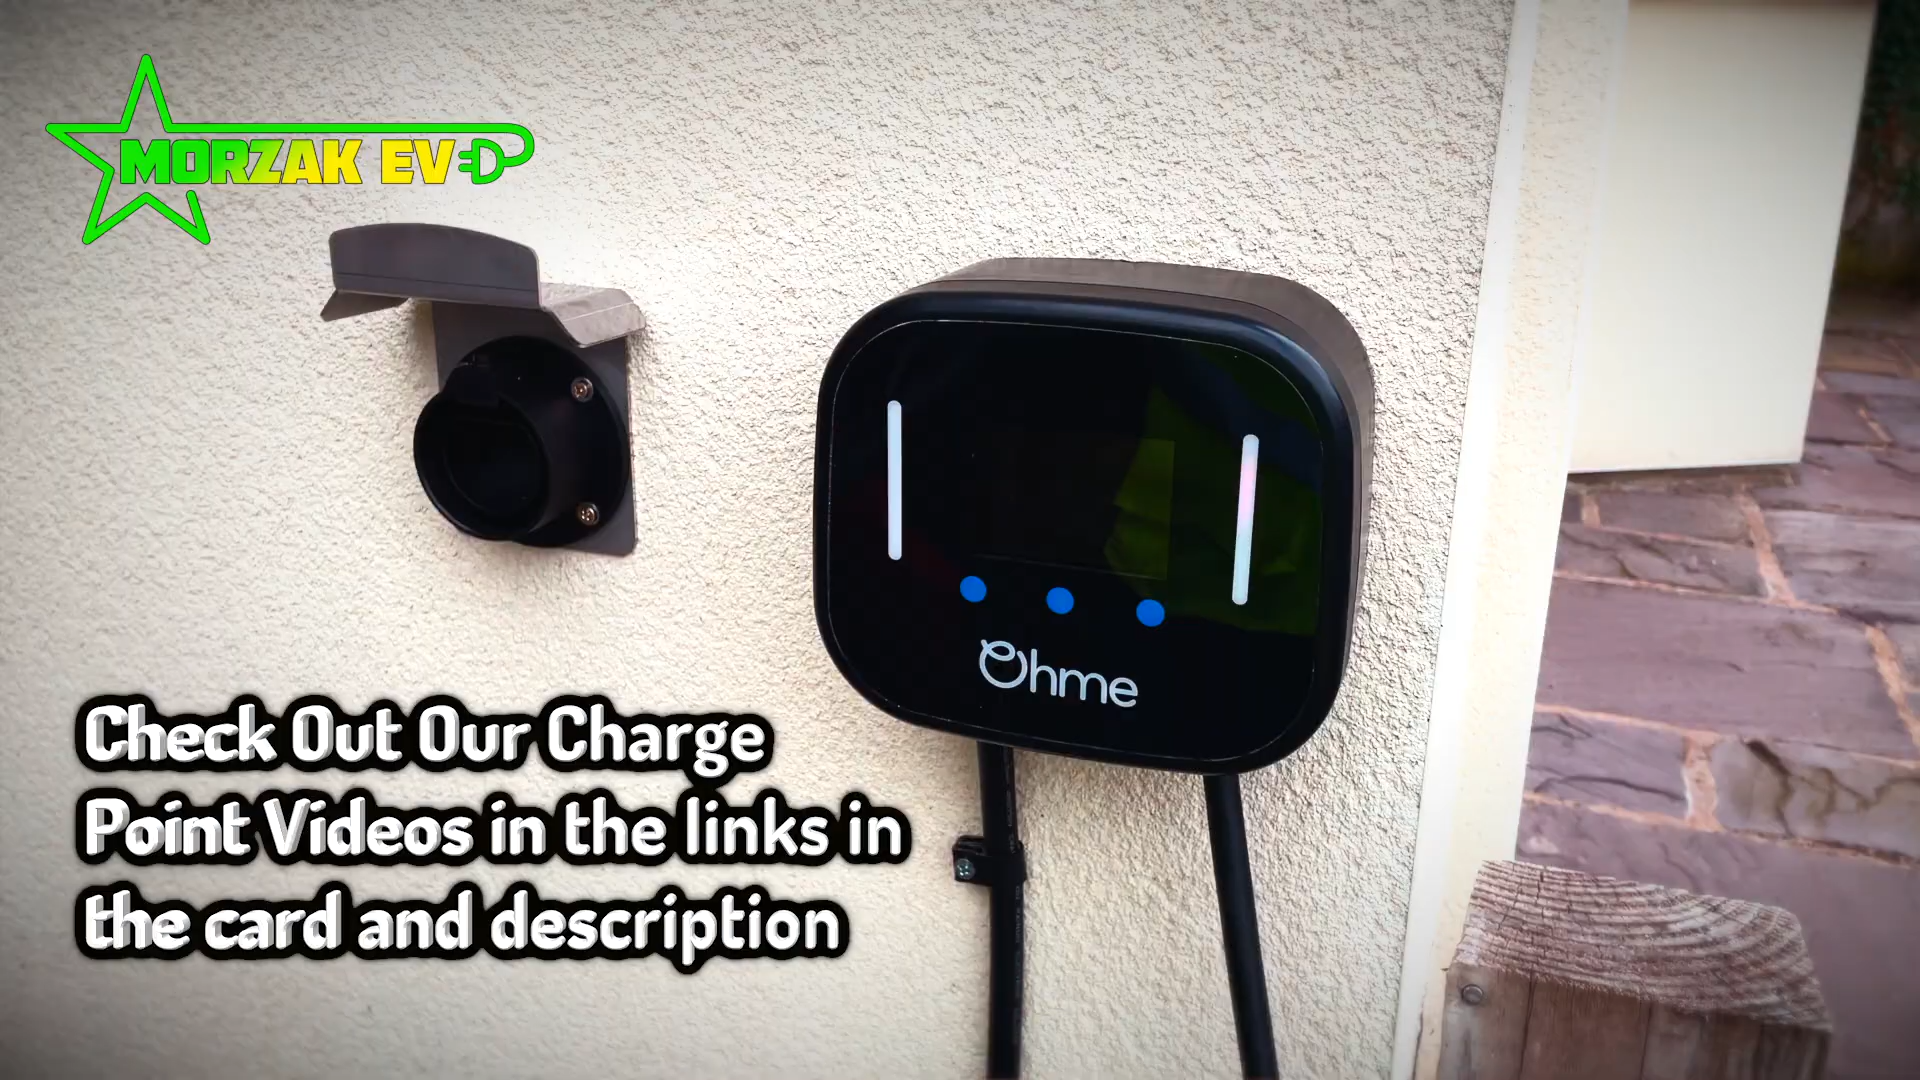 MORZAK EV
Ohme
Check Out Our Charge
Point Videos in the links in
the card and description